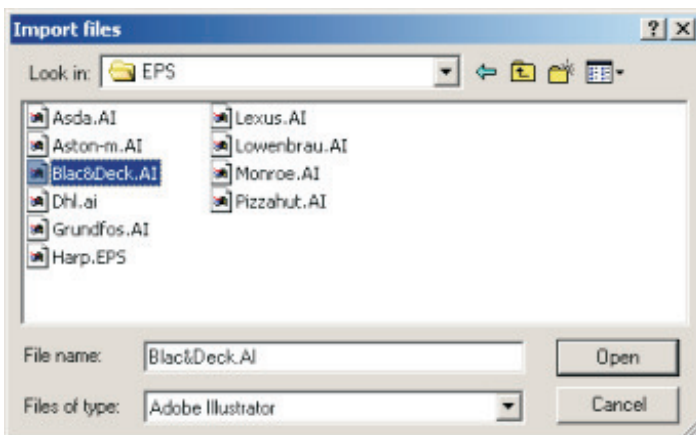 Import files
Look in: EPS
Asda.AI
Aston-m.AI
Blac&Deck.AI
Dhl.ai
Grundfos.AI
Harp.EPS
Lexus.AI
Lowenbrau.AI
Monroe.AI
Pizzahut.AI
File name: Blac&Deck.AI Open
Files of type: Adobe Illustrator Cancel